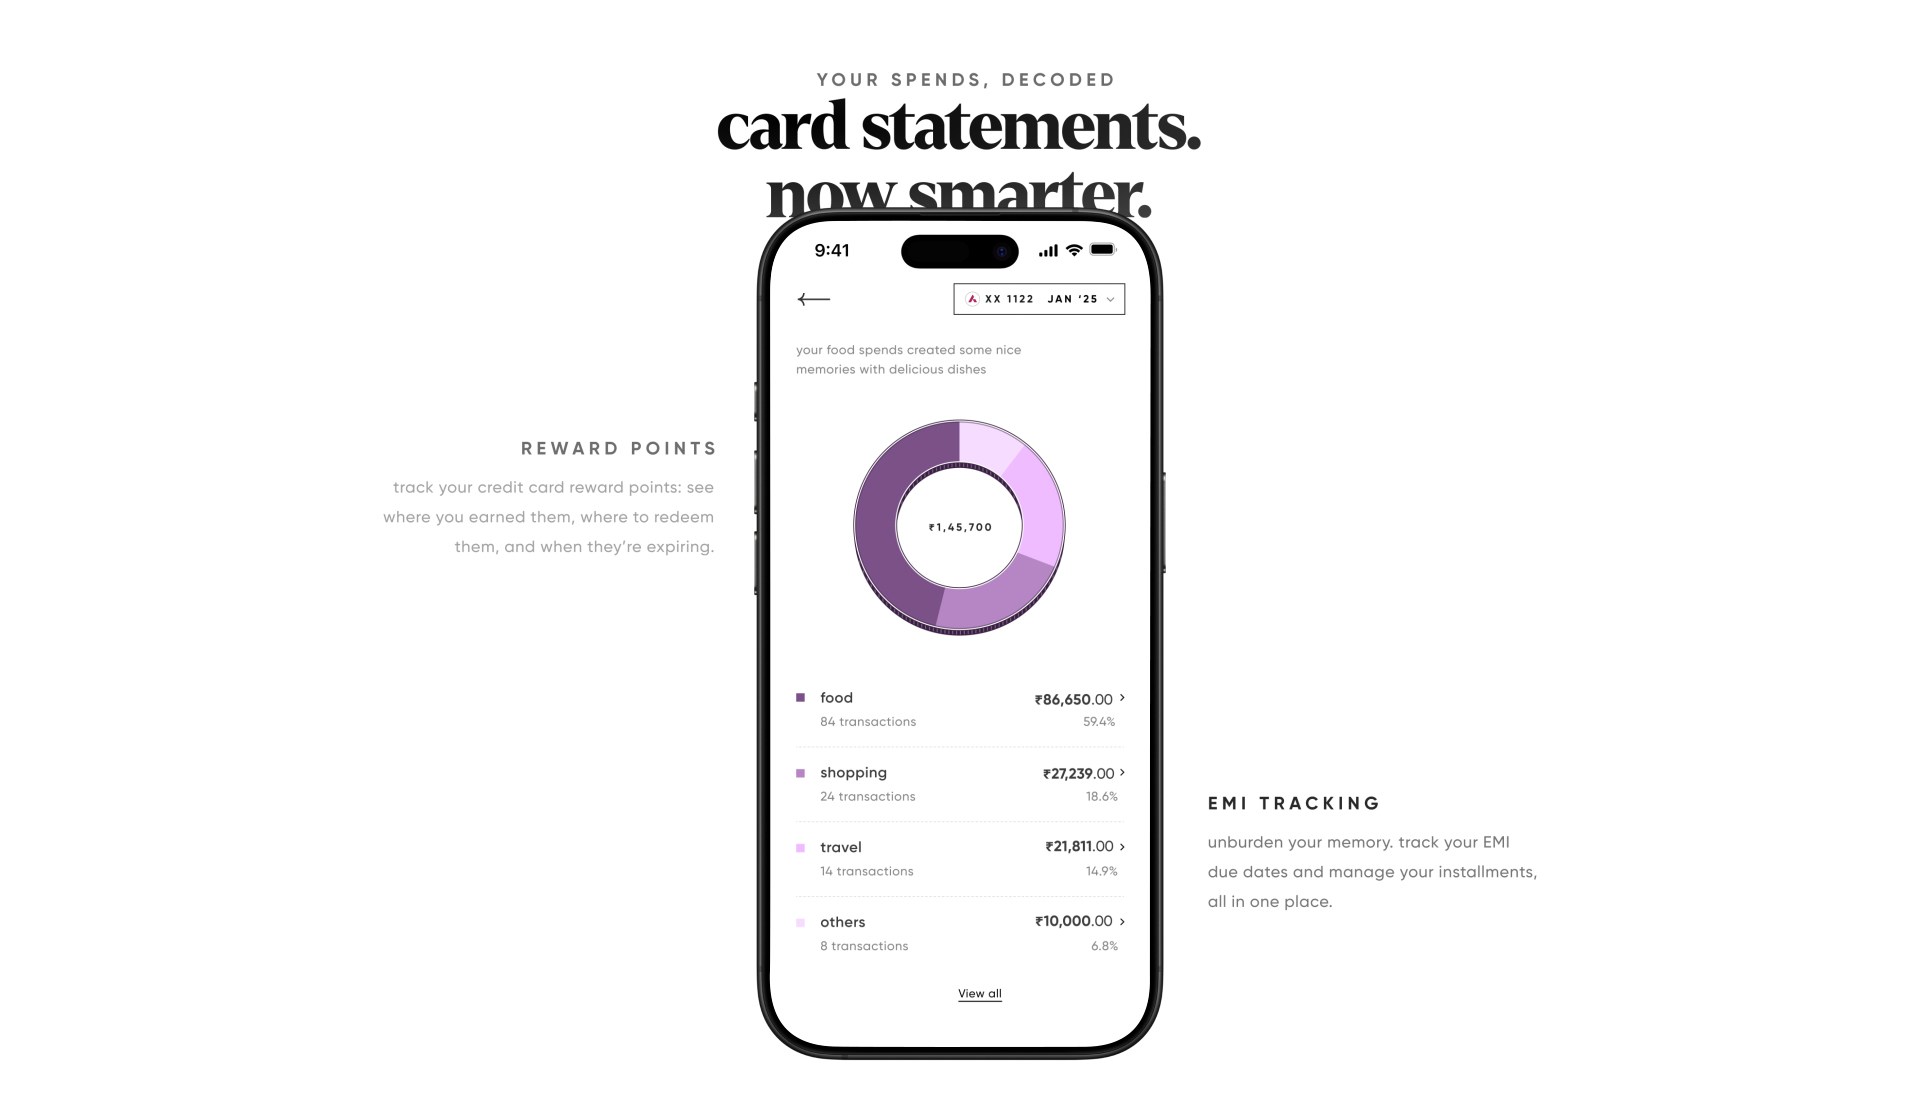 YOUR SPENDS, DECODED
card statements.
now smarter.
9:41
XX 1122 JAN '25
your food spends created some nice
memories with delicious dishes
REWARD POINTS
track your credit card reward points: see
where you earned them, where to redeem
them, and when they’re expiring.
₹1,45,700
food ₹86,650.00
84 transactions 59.4%
shopping ₹27,239.00
24 transactions 18.6%
travel ₹21,811.00
14 transactions 14.9%
others ₹10,000.00
8 transactions 6.8%
View all
EMI TRACKING
unburden your memory. track your EMI
due dates and manage your installments,
all in one place.